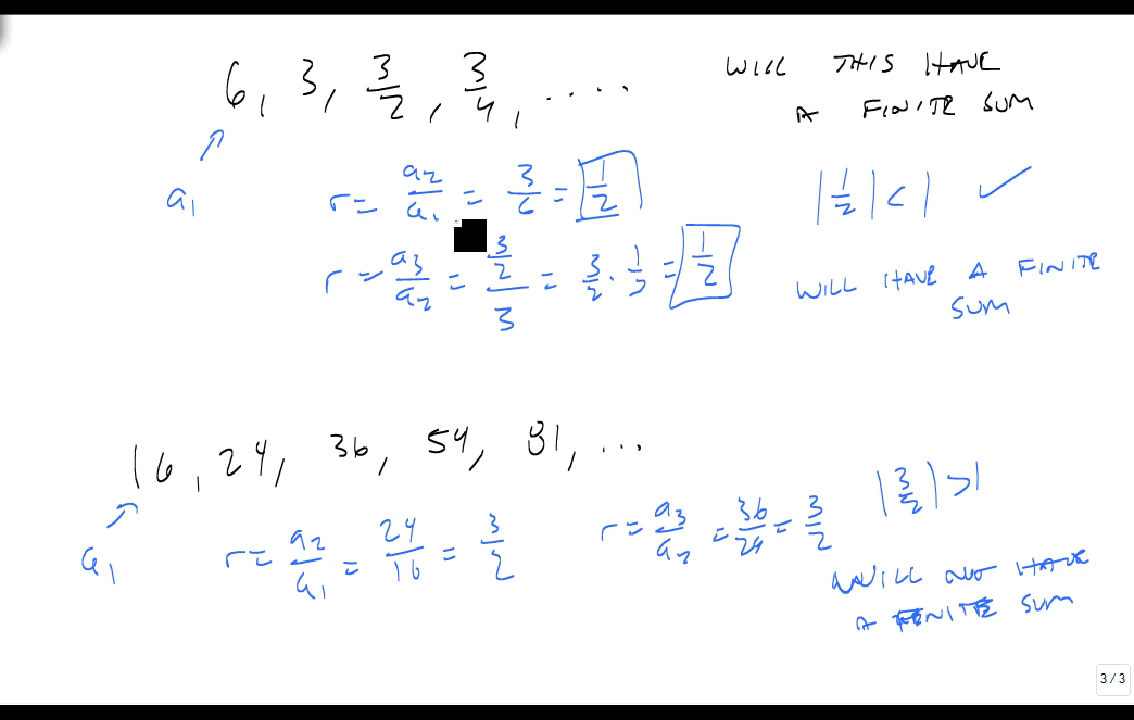 6, 3, 3/2, 3/4, ....
WILL THIS HAVE
A FINITE SUM
a1
r = a2/a1 = 3/6 = 1/2
|1/2| < 1 ✓
r = a3/a2 = 3/2/3 = 3/2 · 1/3 = 1/2
WILL HAVE A FINITE
SUM
16, 24, 36, 54, 81, ...
a1
r = a2/a1 = 24/16 = 3/2
r = a3/a2 = 36/24 = 3/2
|3/2| > 1
WILL NOT HAVE
A FINITE SUM
3/3